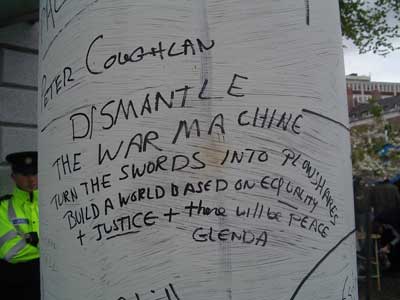 PETER COUGHLAN
DISMANTLE
THE WAR MACHINE
TURN THE SWORDS INTO PLOWSHARES
BUILD A WORLD BASED ON EQUALITY
+ JUSTICE + there will be PEACE
GLENDA